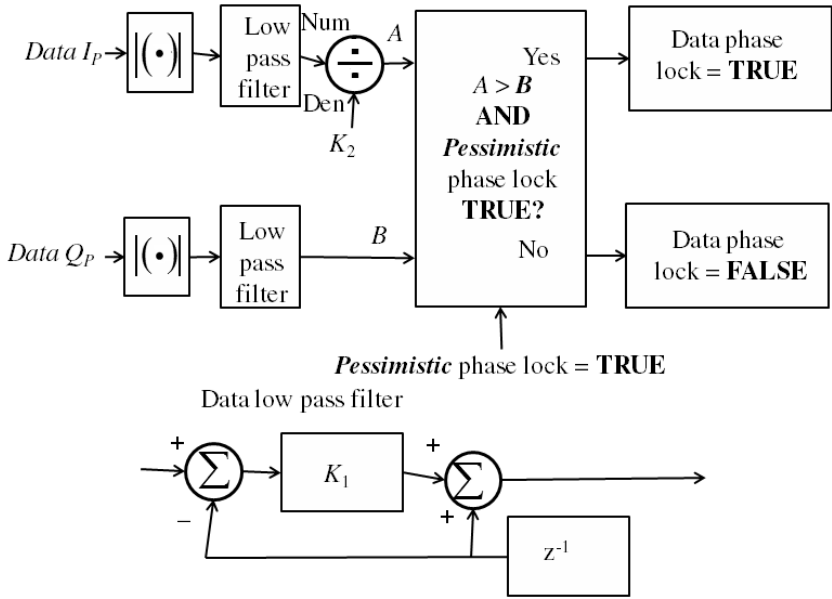 Data I_P
|(•)|
Low
pass
filter
Num
÷
Den
K_2
A
Yes
A > B
AND
Pessimistic
phase lock
TRUE?
No
Data phase
lock = TRUE
Data Q_P
|(•)|
Low
pass
filter
B
Data phase
lock = FALSE
Pessimistic phase lock = TRUE
Data low pass filter
+
Σ
−
K_1
+
Σ
+
z^-1